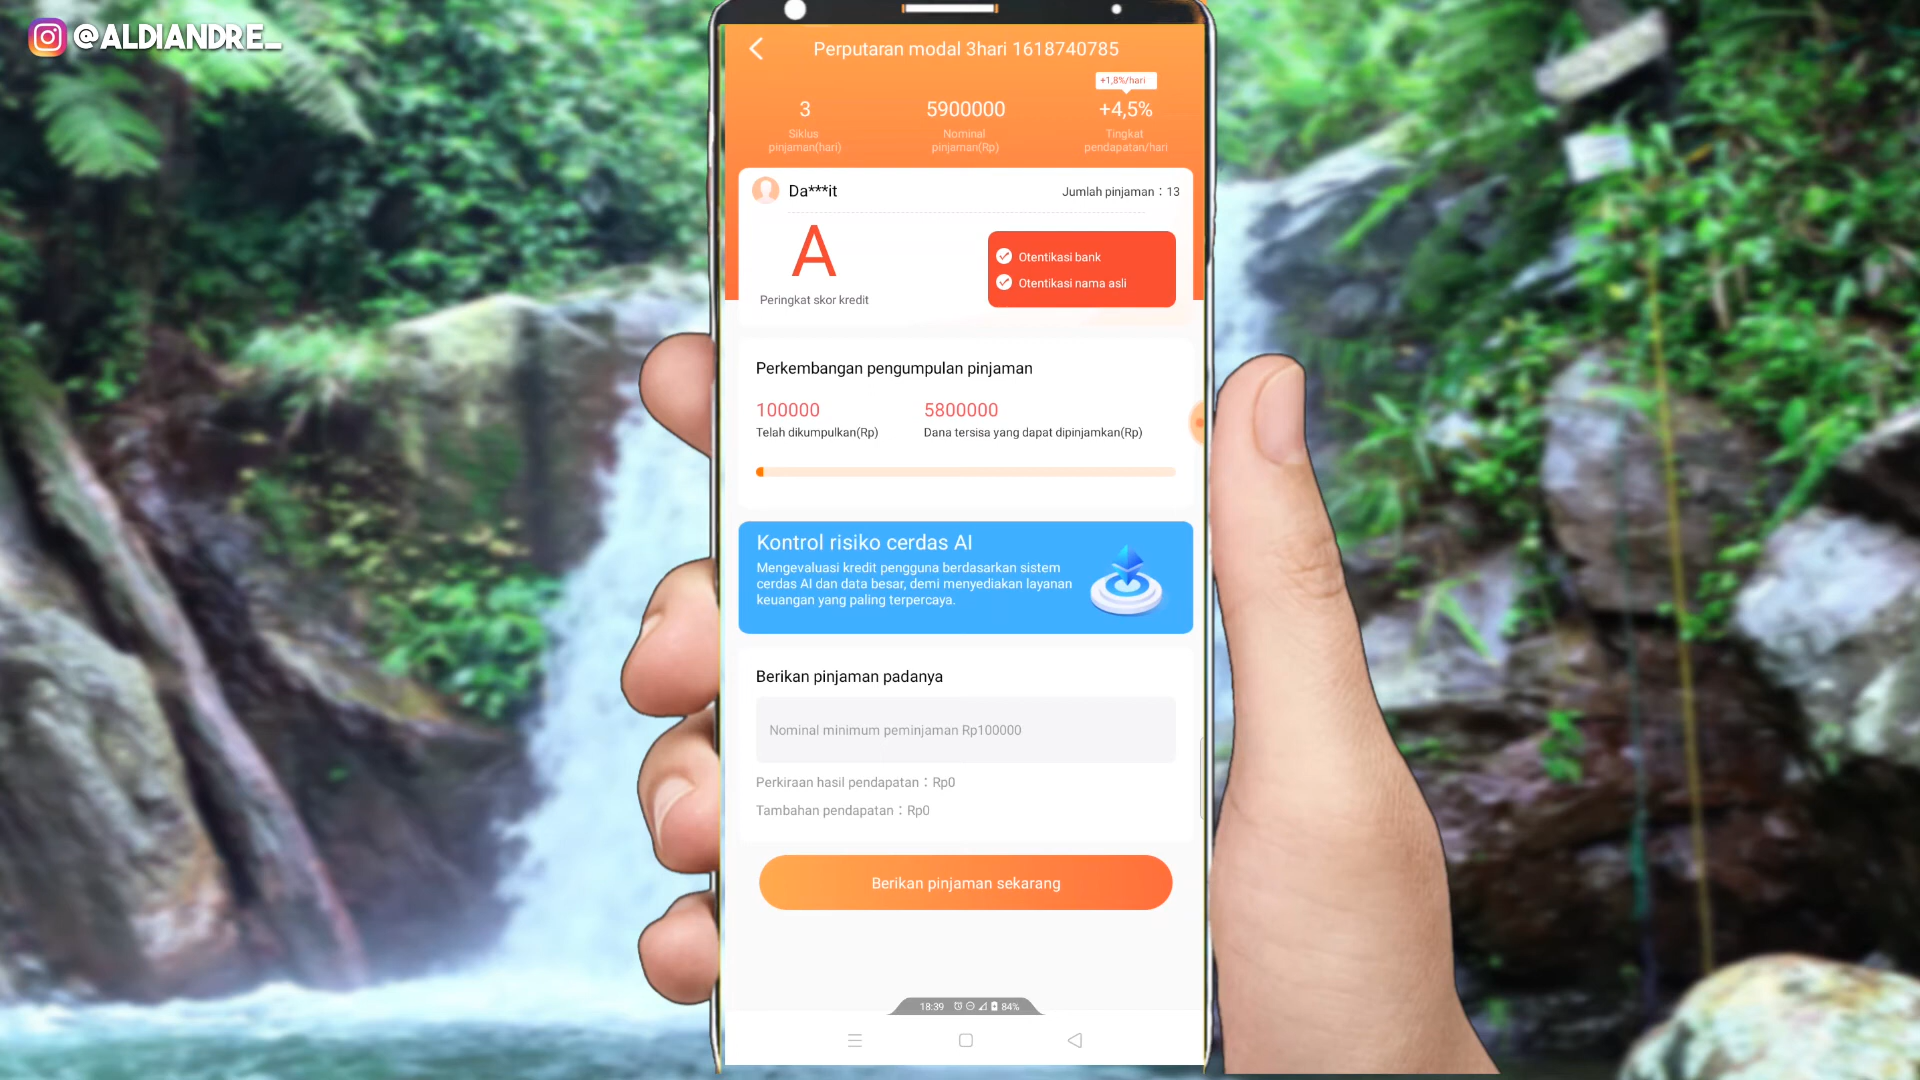 @ALDIANDRE_
Perputaran modal 3hari 1618740785
+1,8%/hari
3
5900000
+4,5%
Siklus
pinjaman(hari)
Nominal
pinjaman(Rp)
Tingkat
pendapatan/hari
Da***it
Jumlah pinjaman : 13
A
Peringkat skor kredit
Otentikasi bank
Otentikasi nama asli
Perkembangan pengumpulan pinjaman
100000
5800000
Telah dikumpulkan(Rp)
Dana tersisa yang dapat dipinjamkan(Rp)
Kontrol risiko cerdas AI
Mengevaluasi kredit pengguna berdasarkan sistem
cerdas AI dan data besar, demi menyediakan layanan
keuangan yang paling terpercaya.
Berikan pinjaman padanya
Nominal minimum peminjaman Rp100000
Perkiraan hasil pendapatan : Rp0
Tambahan pendapatan : Rp0
Berikan pinjaman sekarang
18:39
84%